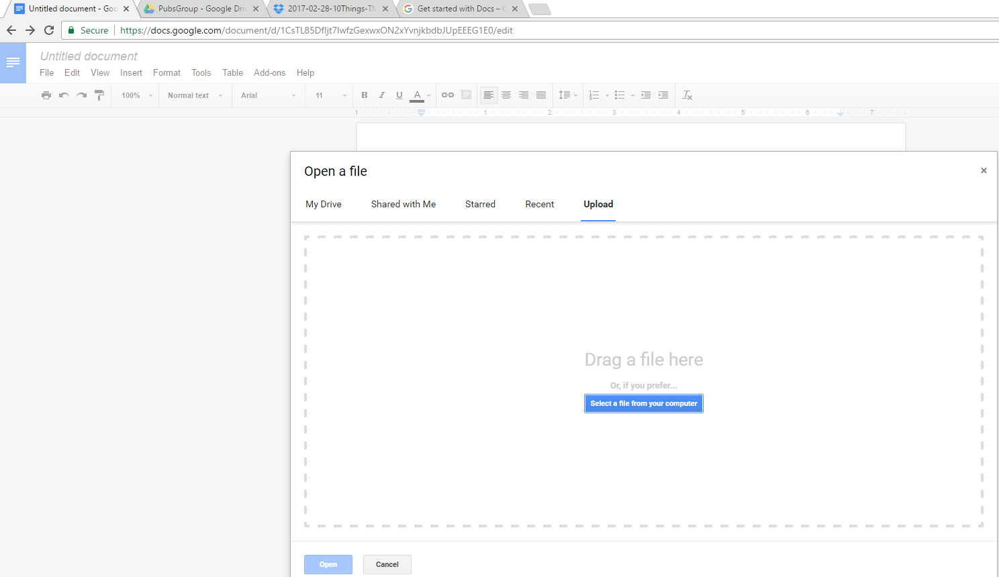 Untitled document - Goo
PubsGroup - Google Driv
2017-02-28-10Things-TM
Get started with Docs – G
Secure
https://docs.google.com/document/d/1CsTL85DfIjt7IwfzGexwxON2xYvnjkbdbJUpEEEG1E0/edit
Untitled document
File Edit View Insert Format Tools Table Add-ons Help
100% Normal text Arial 11 B I U A
1 1 2 3 4 5 6 7
Open a file
My Drive Shared with Me Starred Recent Upload
Drag a file here
Or, if you prefer...
Select a file from your computer
Open Cancel